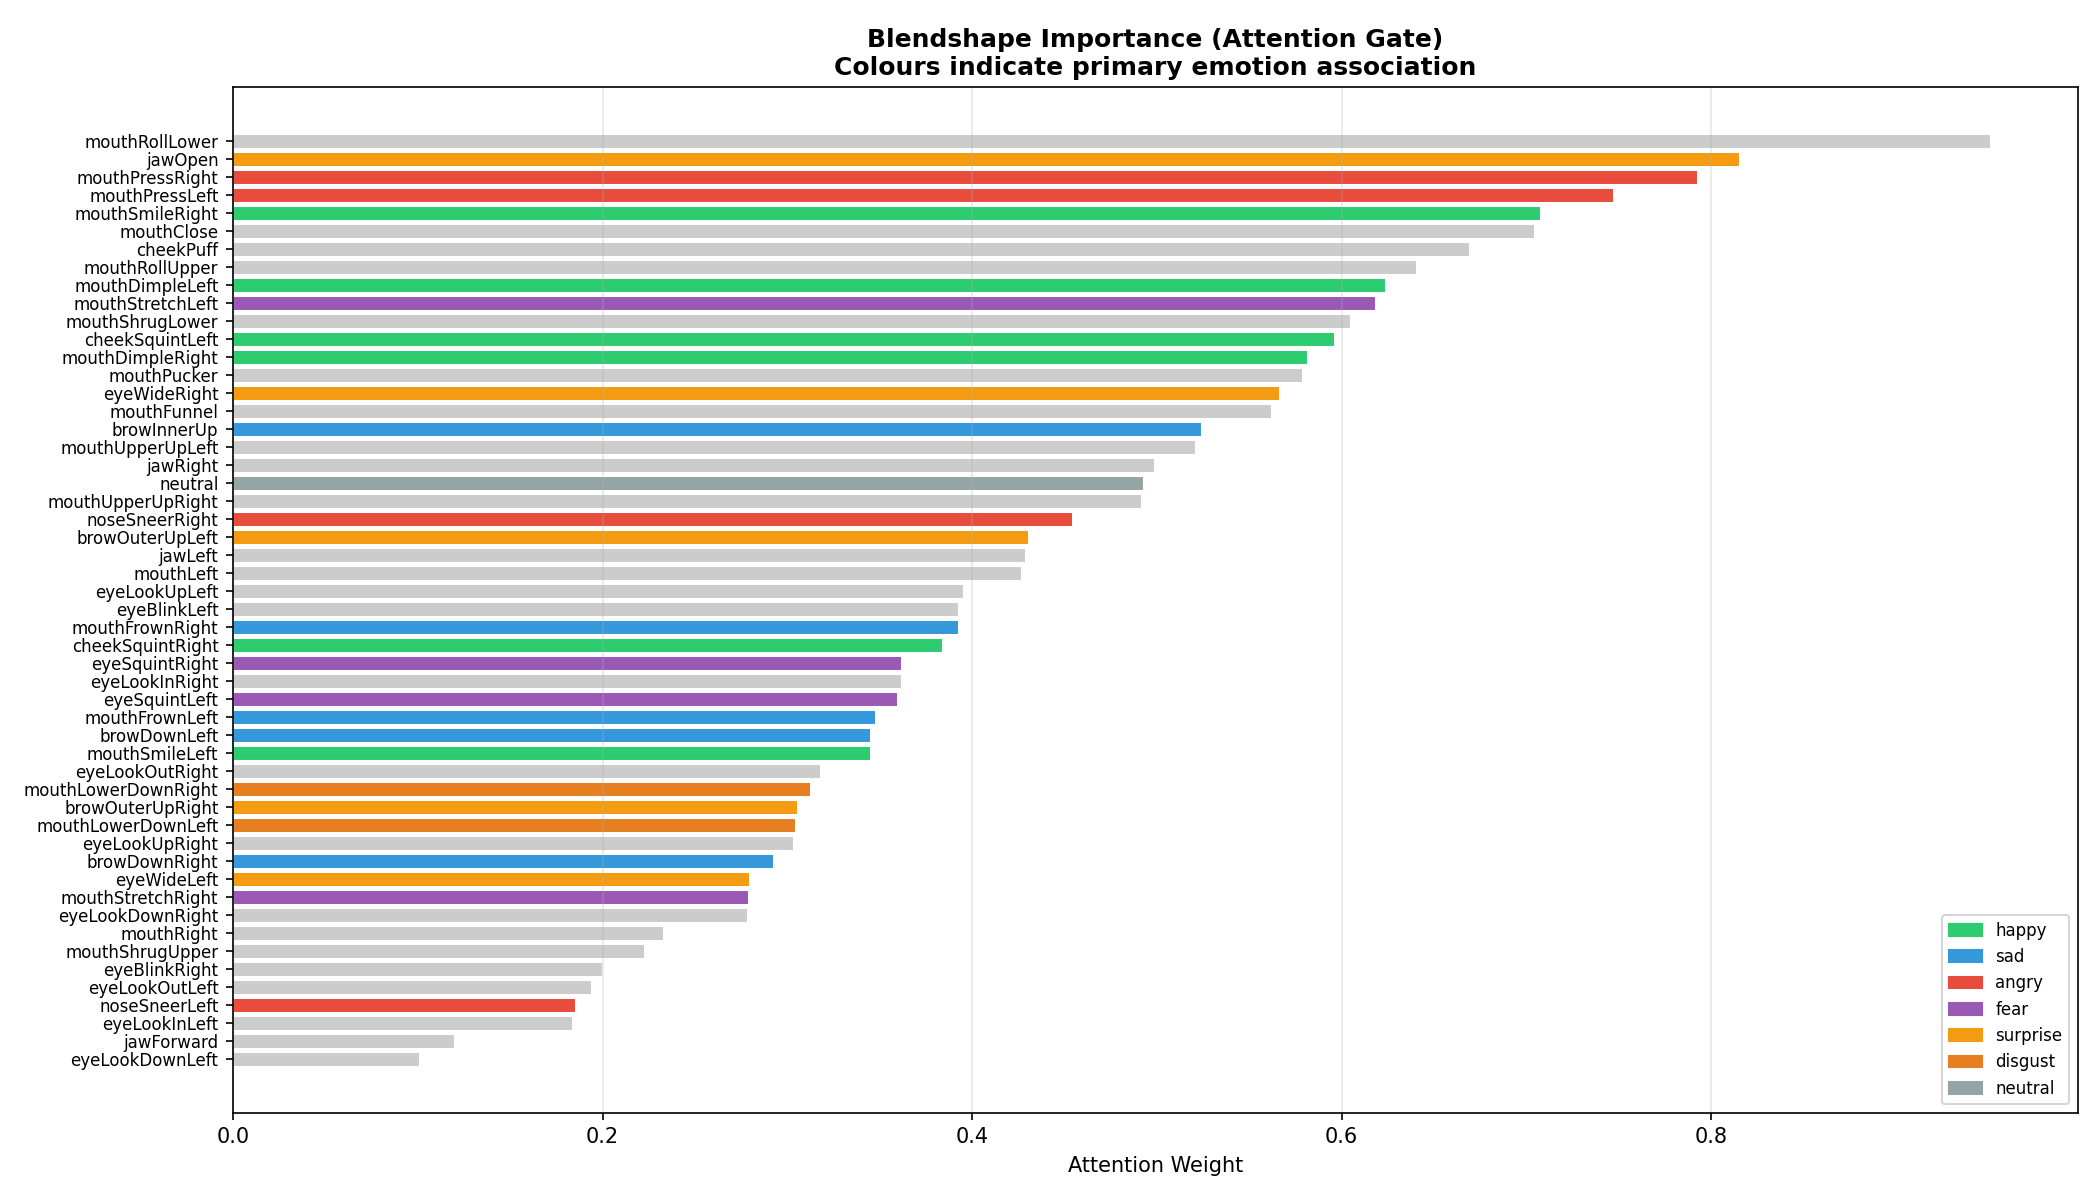 Blendshape Importance (Attention Gate)
Colours indicate primary emotion association
mouthRollLower
jawOpen
mouthPressRight
mouthPressLeft
mouthSmileRight
mouthClose
cheekPuff
mouthRollUpper
mouthDimpleLeft
mouthStretchLeft
mouthShrugLower
cheekSquintLeft
mouthDimpleRight
mouthPucker
eyeWideRight
mouthFunnel
browInnerUp
mouthUpperUpLeft
jawRight
neutral
mouthUpperUpRight
noseSneerRight
browOuterUpLeft
jawLeft
mouthLeft
eyeLookUpLeft
eyeBlinkLeft
mouthFrownRight
cheekSquintRight
eyeSquintRight
eyeLookInRight
eyeSquintLeft
mouthFrownLeft
browDownLeft
mouthSmileLeft
eyeLookOutRight
mouthLowerDownRight
browOuterUpRight
mouthLowerDownLeft
eyeLookUpRight
browDownRight
eyeWideLeft
mouthStretchRight
eyeLookDownRight
mouthRight
mouthShrugUpper
eyeBlinkRight
eyeLookOutLeft
noseSneerLeft
eyeLookInLeft
jawForward
eyeLookDownLeft
happy
sad
angry
fear
surprise
disgust
neutral
0.0 0.2 0.4 0.6 0.8
Attention Weight